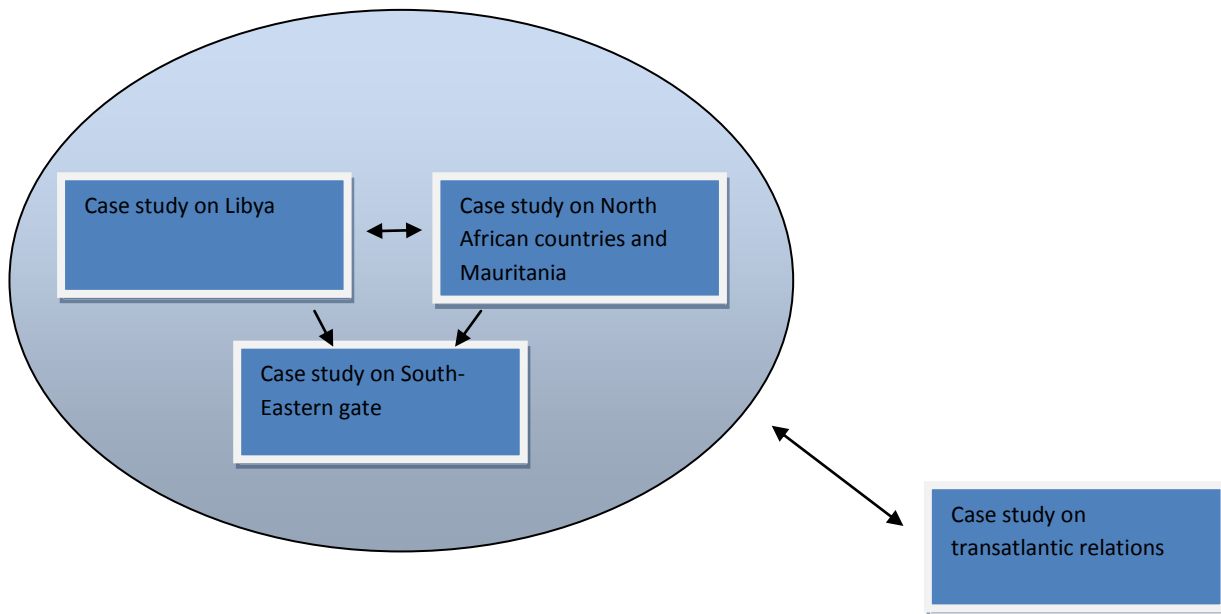 Case study on Libya
Case study on North
African countries and
Mauritania
Case study on South-
Eastern gate
Case study on
transatlantic relations